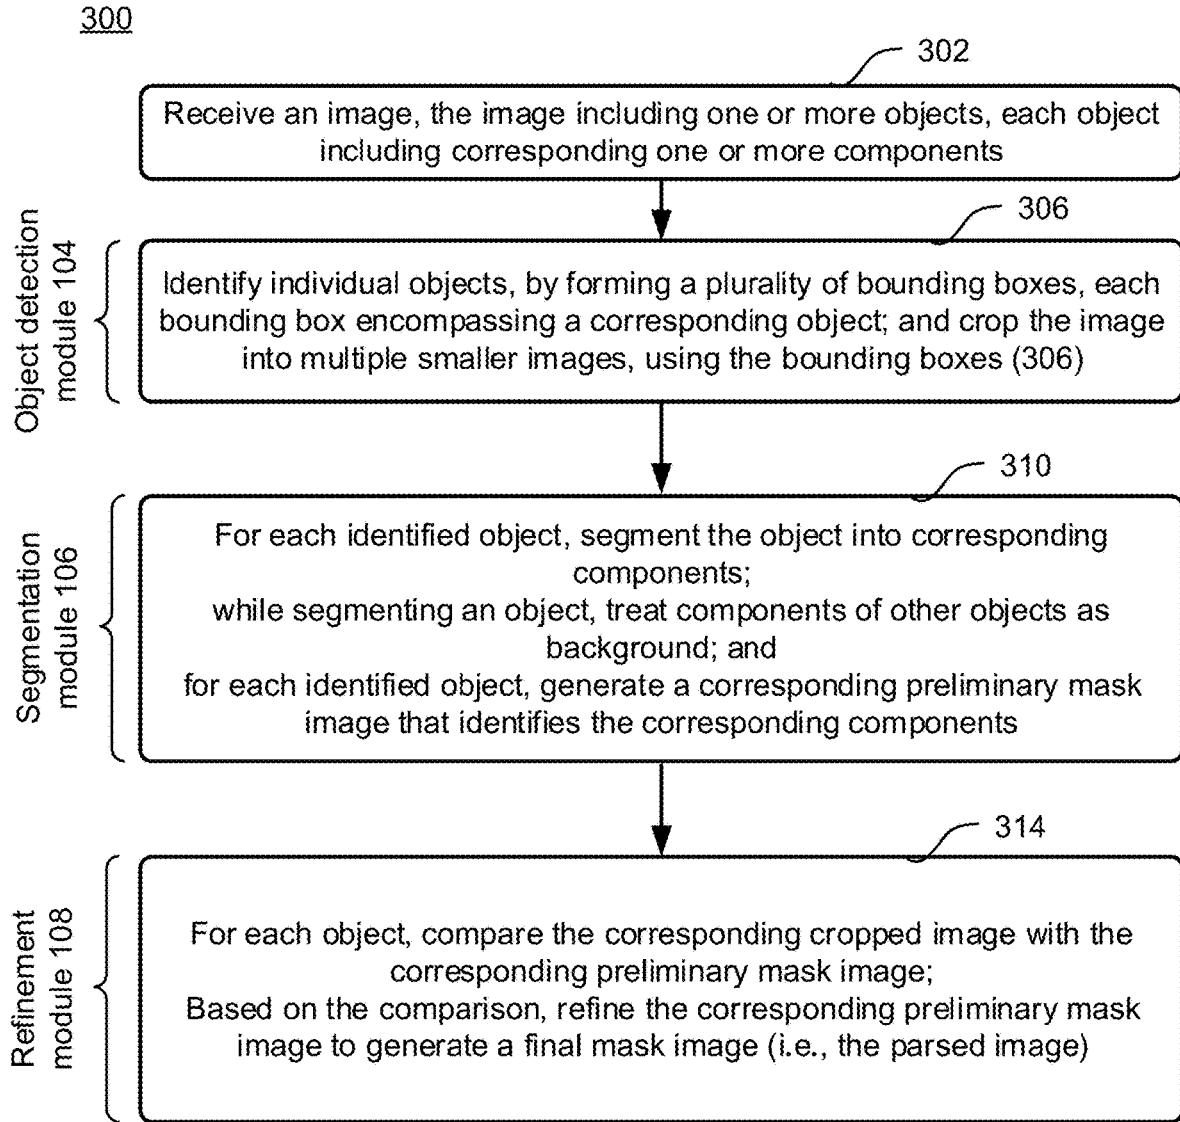 300
302
Receive an image, the image including one or more objects, each object
including corresponding one or more components
Object detection
module 104
306
Identify individual objects, by forming a plurality of bounding boxes, each
bounding box encompassing a corresponding object; and crop the image
into multiple smaller images, using the bounding boxes (306)
Segmentation
module 106
310
For each identified object, segment the object into corresponding
components;
while segmenting an object, treat components of other objects as
background; and
for each identified object, generate a corresponding preliminary mask
image that identifies the corresponding components
Refinement
module 108
314
For each object, compare the corresponding cropped image with the
corresponding preliminary mask image;
Based on the comparison, refine the corresponding preliminary mask
image to generate a final mask image (i.e., the parsed image)